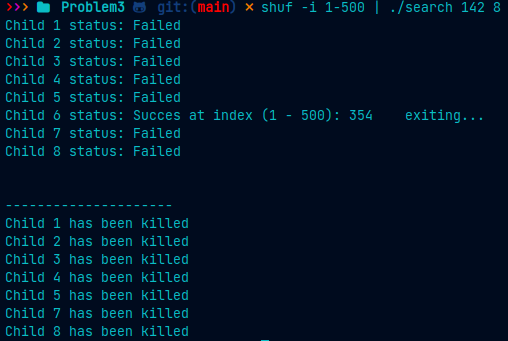 ❯❯❯ Problem3 git:(main) ✗ shuf -i 1-500 | ./search 142 8
Child 1 status: Failed
Child 2 status: Failed
Child 3 status: Failed
Child 4 status: Failed
Child 5 status: Failed
Child 6 status: Succes at index (1 - 500): 354    exiting...
Child 7 status: Failed
Child 8 status: Failed
---------------------
Child 1 has been killed
Child 2 has been killed
Child 3 has been killed
Child 4 has been killed
Child 5 has been killed
Child 7 has been killed
Child 8 has been killed